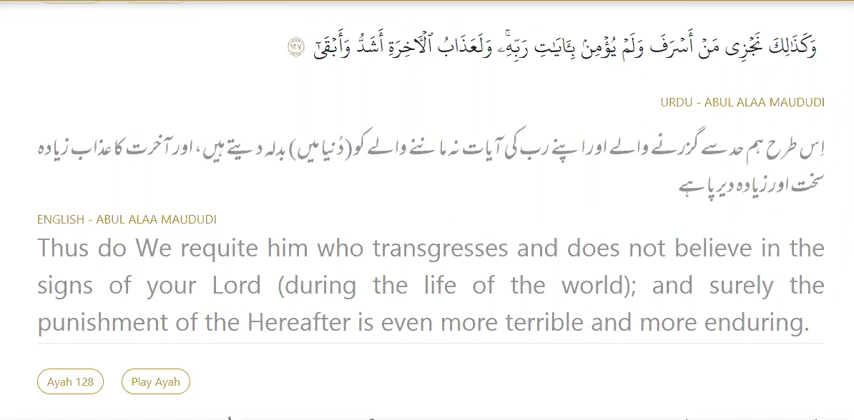 وَكَذَٰلِكَ نَجْزِى مَنْ أَسْرَفَ وَلَمْ يُؤْمِنۢ بِـَٔايَـٰتِ رَبِّهِۦ ۚ وَلَعَذَابُ ٱلْـَٔاخِرَةِ أَشَدُّ وَأَبْقَىٰٓ ١٢٧
URDU - ABUL ALAA MAUDUDI
اِس طرح ہم حد سے گزرنے والے اور اپنے رب کی آیات نہ ماننے والے کو (دُنیا میں) بدلہ دیتے ہیں، اور آخرت کا عذاب زیادہ
سخت اور زیادہ دیر پا ہے
ENGLISH - ABUL ALAA MAUDUDI
Thus do We requite him who transgresses and does not believe in the
signs of your Lord (during the life of the world); and surely the
punishment of the Hereafter is even more terrible and more enduring.
Ayah 128 Play Ayah